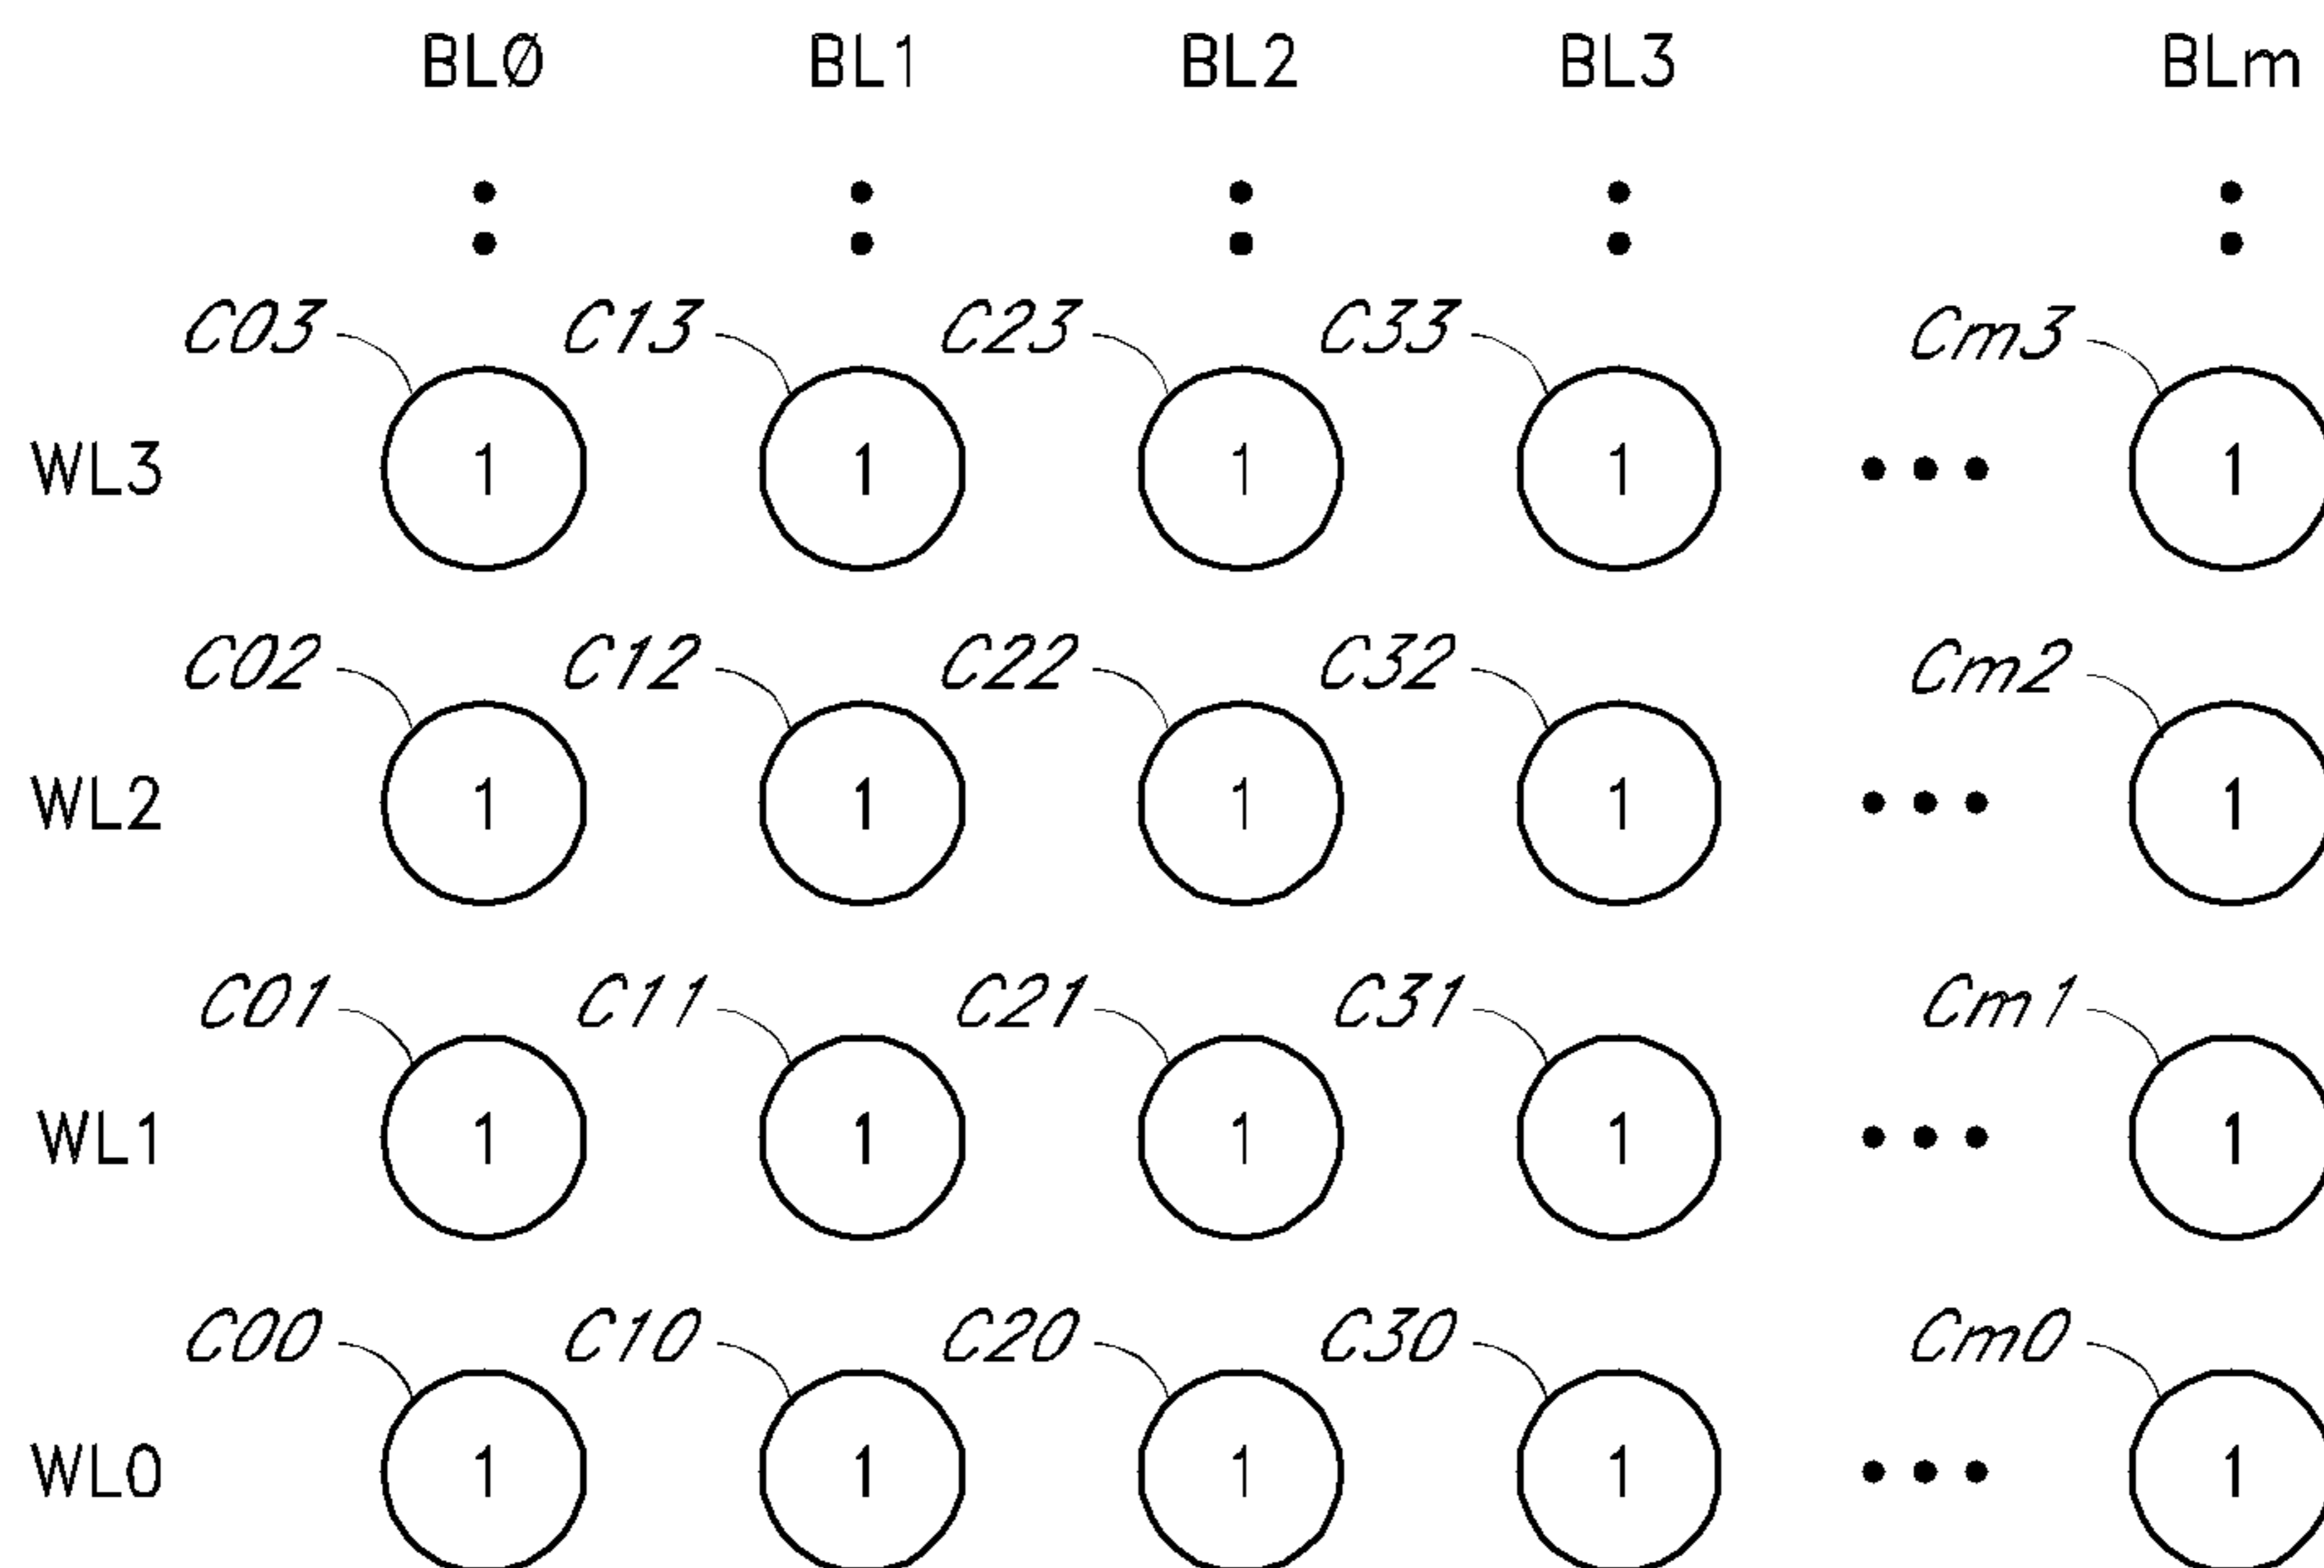 BLØ BL1 BL2 BL3 BLm
C03 C13 C23 C33 Cm3
WL3 1 1 1 1 1
C02 C12 C22 C32 Cm2
WL2 1 1 1 1 1
C01 C11 C21 C31 Cm1
WL1 1 1 1 1 1
C00 C10 C20 C30 Cm0
WL0 1 1 1 1 1